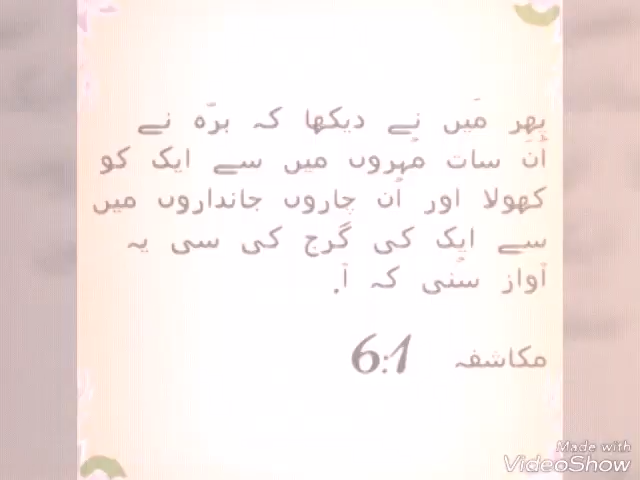 پھر مَیں نے دیکھا کہ برّہ نے
اُن سات مُہروں میں سے ایک کو
کھولا اور اُن چاروں جانداروں میں
سے ایک کی گرج کی سی یہ
آواز سُنی کہ آ.
مکاشفہ 6:1
Made with
VideoShow